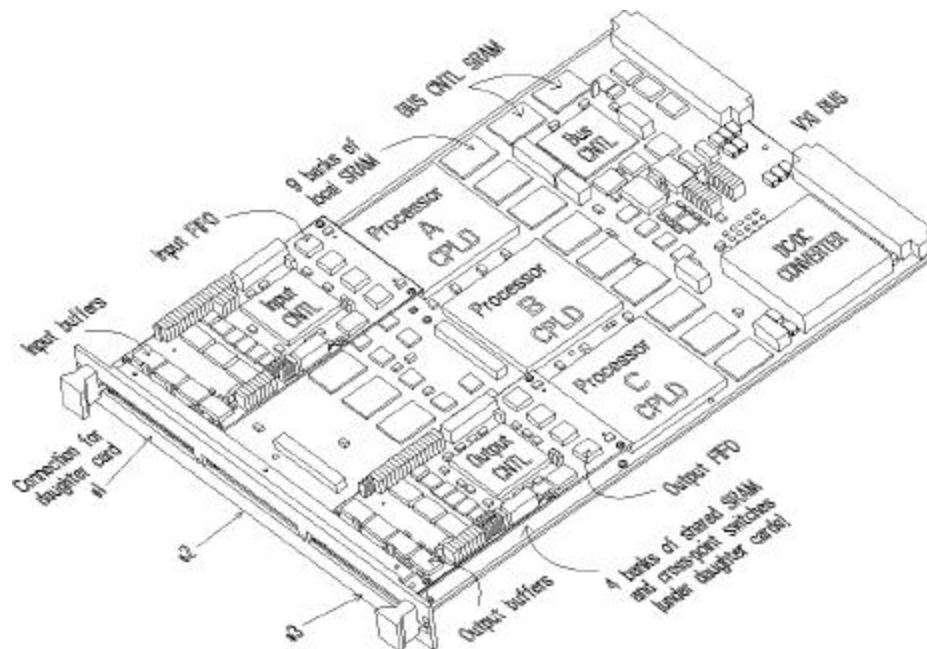 BUS CNTL SRAM
VXI BUS
Bus
CNTL
9 banks of
local SRAM
Processor
A
CPLD
Input FIFO
DC/DC
CONVERTER
Input
CNTL
Processor
B
CPLD
Input buffers
Processor
C
CPLD
Output
CNTL
Connection for
daughter card
#1
Output FIFO
#2
4 banks of shared SRAM
and cross-point switches
(under daughter cards)
Output buffers
#3